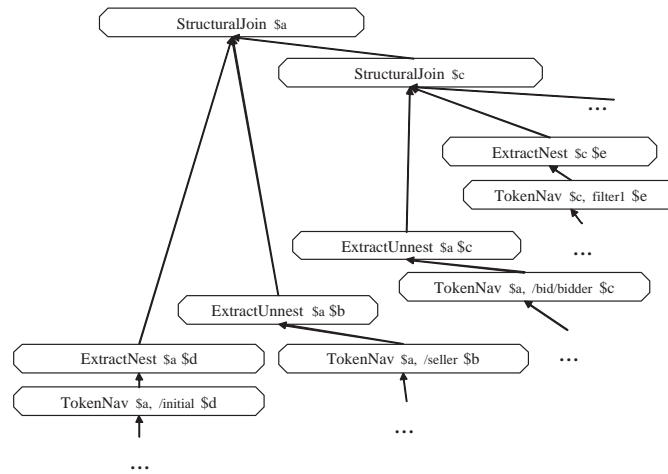 StructuralJoin $a
StructuralJoin $c
...
ExtractNest $c $e
TokenNav $c, filter1 $e
ExtractUnnest $a $c
...
TokenNav $a, /bid/bidder $c
ExtractUnnest $a $b
ExtractNest $a $d
TokenNav $a, /seller $b
...
TokenNav $a, /initial $d
...
...